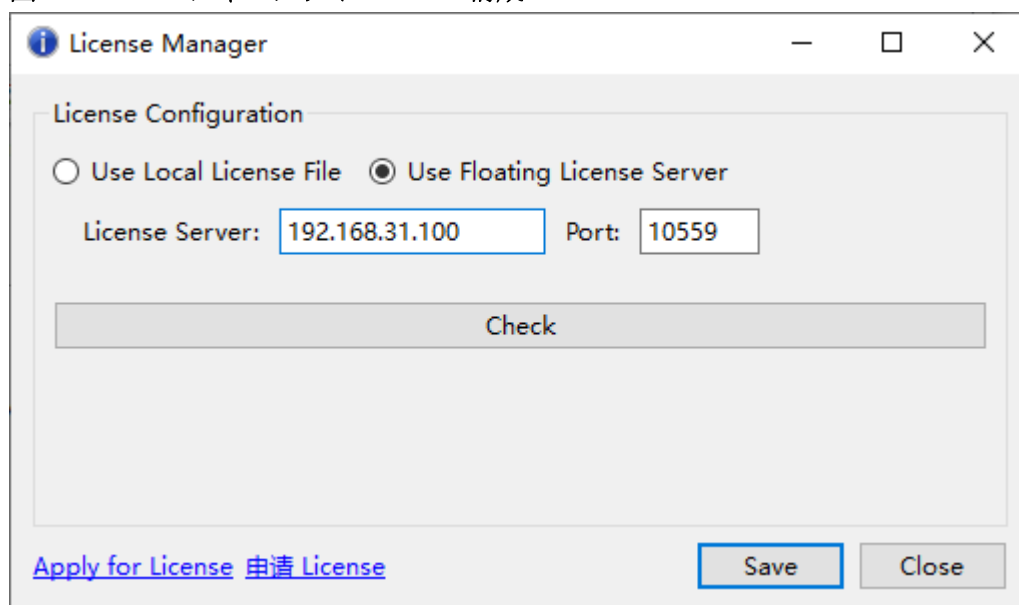 License Manager
License Configuration
Use Local License File Use Floating License Server
License Server: 192.168.31.100 Port: 10559
Check
Apply for License 申请 License Save Close